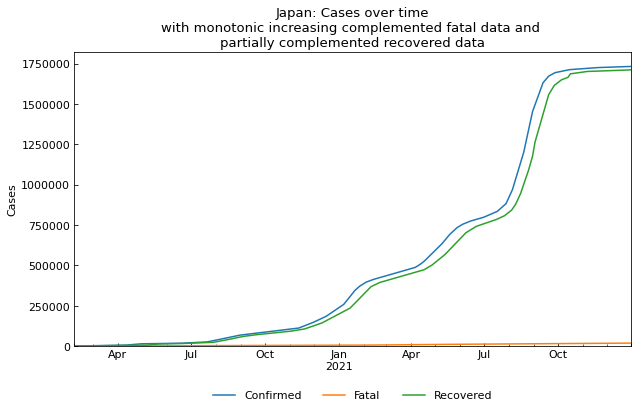 Japan: Cases over time
with monotonic increasing complemented fatal data and
partially complemented recovered data
1750000
1500000
1250000
1000000
750000
500000
250000
0
Cases
Apr Jul Oct Jan Apr Jul Oct
2021
Confirmed Fatal Recovered